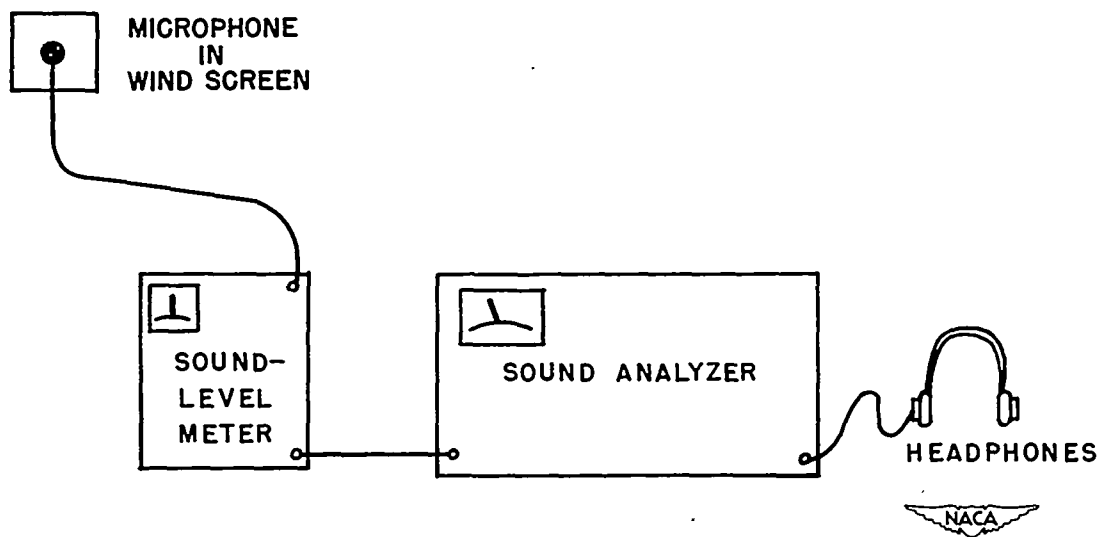 MICROPHONE
IN
WIND SCREEN
SOUND-
LEVEL
METER
SOUND ANALYZER
HEADPHONES
NACA